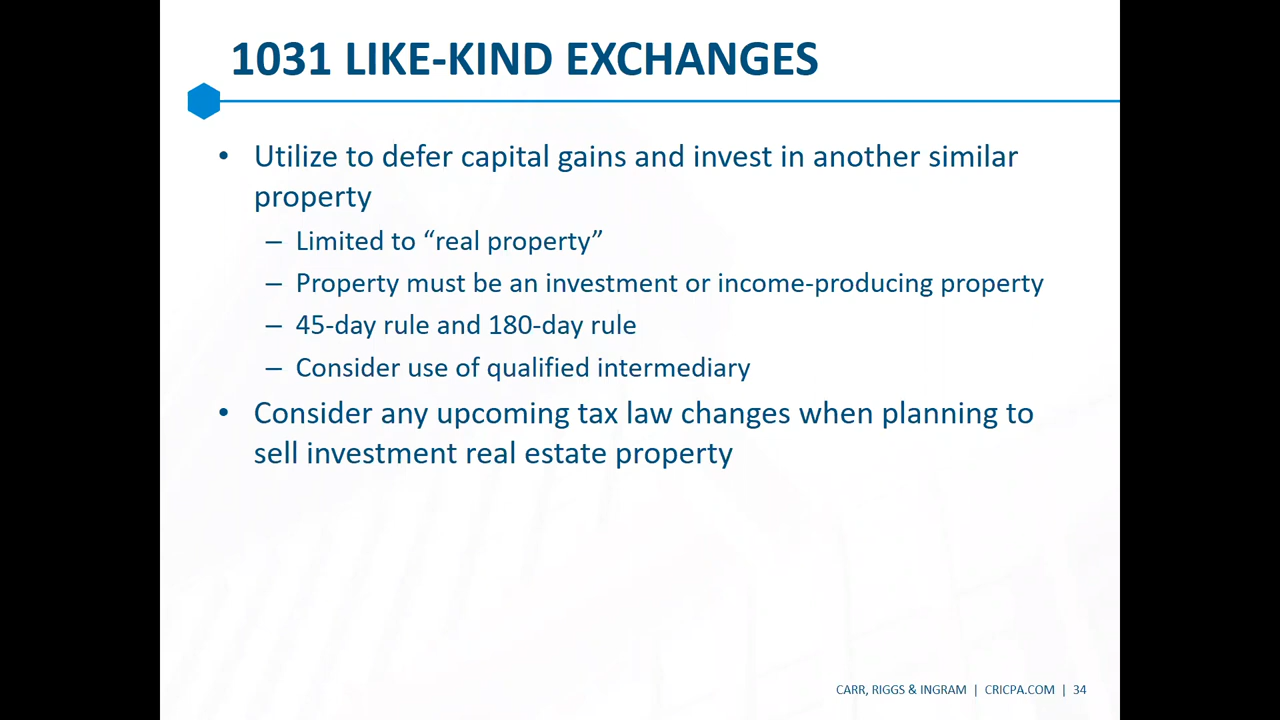 1031 LIKE-KIND EXCHANGES
• Utilize to defer capital gains and invest in another similar
property
– Limited to “real property”
– Property must be an investment or income-producing property
– 45-day rule and 180-day rule
– Consider use of qualified intermediary
• Consider any upcoming tax law changes when planning to
sell investment real estate property
CARR, RIGGS & INGRAM | CRICPA.COM | 34